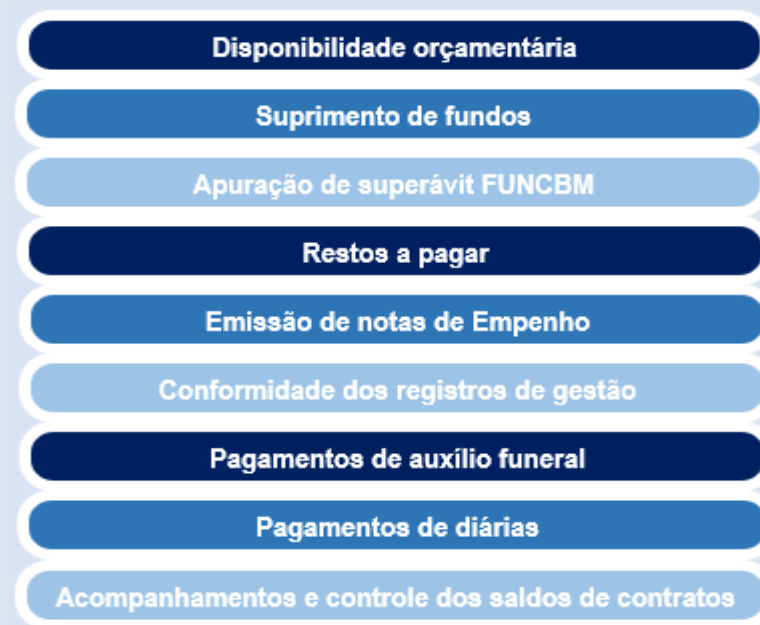 Disponibilidade orçamentária
Suprimento de fundos
Apuração de superávit FUNCBM
Restos a pagar
Emissão de notas de Empenho
Conformidade dos registros de gestão
Pagamentos de auxílio funeral
Pagamentos de diárias
Acompanhamentos e controle dos saldos de contratos